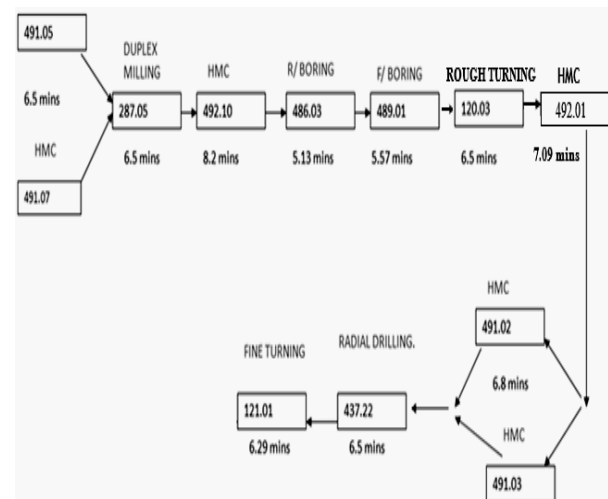 491.05
6.5 mins
HMC
491.07
DUPLEX
MILLING
287.05
6.5 mins
HMC
492.10
8.2 mins
R/ BORING
486.03
5.13 mins
F/ BORING
489.01
5.57 mins
ROUGH TURNING
120.03
6.5 mins
HMC
492.01
7.09 mins
HMC
491.02
6.8 mins
HMC
491.03
RADIAL DRILLING.
437.22
6.5 mins
FINE TURNING
121.01
6.29 mins